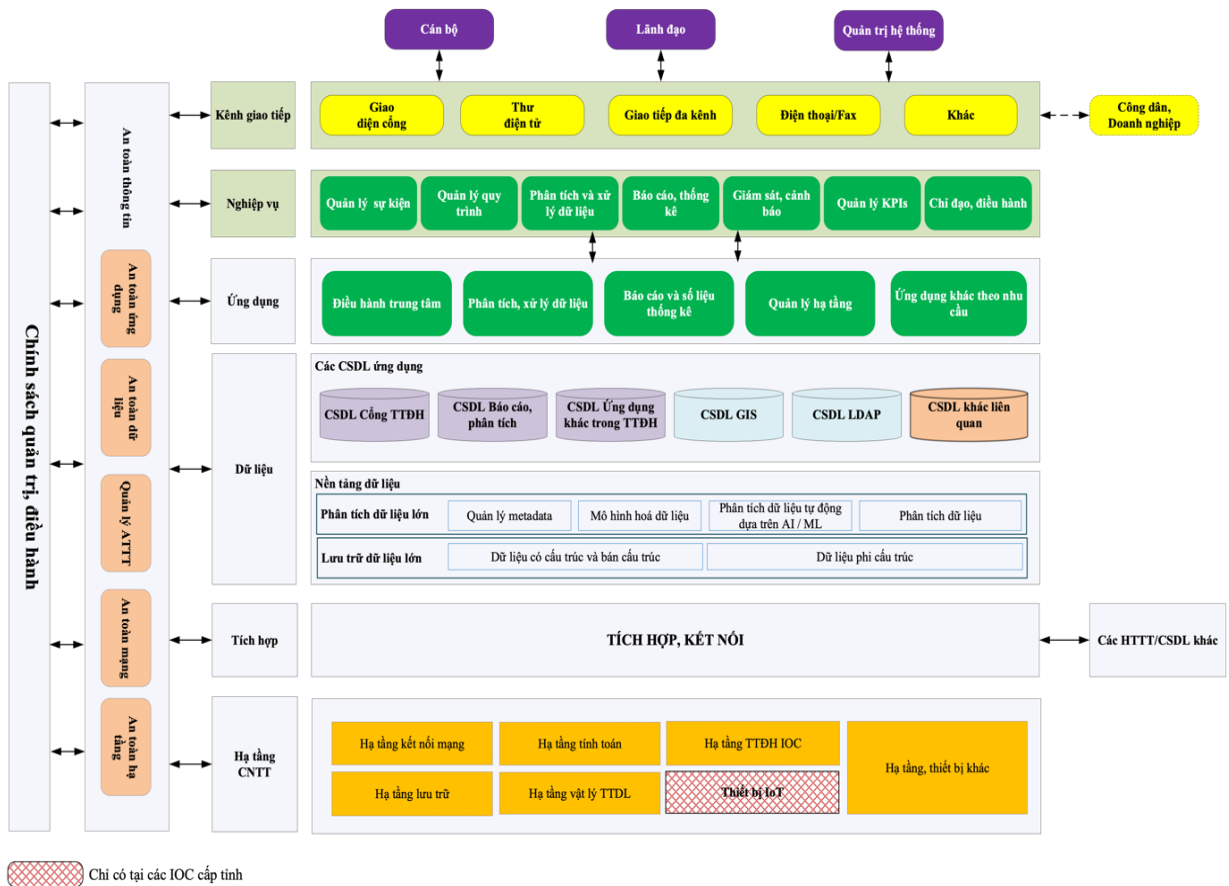 Cán bộ
Lãnh đạo
Quản trị hệ thống
Chính sách quản trị, điều hành
An toàn thông tin
An toàn ứng
dụng
An toàn dữ
liệu
Quản lý ATTT
An toàn mạng
An toàn hạ
tầng
Kênh giao tiếp
Giao
diện cổng
Thư
điện tử
Giao tiếp đa kênh
Điện thoại/Fax
Khác
Công dân,
Doanh nghiệp
Nghiệp vụ
Quản lý sự kiện
Quản lý quy
trình
Phân tích và xử
lý dữ liệu
Báo cáo, thống
kê
Giám sát, cảnh
báo
Quản lý KPIs
Chỉ đạo, điều hành
Ứng dụng
Điều hành trung tâm
Phân tích, xử lý dữ liệu
Báo cáo và số liệu
thống kê
Quản lý hạ tầng
Ứng dụng khác theo nhu
cầu
Dữ liệu
Các CSDL ứng dụng
CSDL Cổng TTĐH
CSDL Báo cáo,
phân tích
CSDL Ứng dụng
khác trong TTĐH
CSDL GIS
CSDL LDAP
CSDL khác liên
quan
Nền tảng dữ liệu
Phân tích dữ liệu lớn
Quản lý metadata
Mô hình hoá dữ liệu
Phân tích dữ liệu tự động
dựa trên AI / ML
Phân tích dữ liệu
Lưu trữ dữ liệu lớn
Dữ liệu có cấu trúc và bán cấu trúc
Dữ liệu phi cấu trúc
Tích hợp
TÍCH HỢP, KẾT NỐI
Các HTTT/CSDL khác
Hạ tầng
CNTT
Hạ tầng kết nối mạng
Hạ tầng tính toán
Hạ tầng TTĐH IOC
Hạ tầng, thiết bị khác
Hạ tầng lưu trữ
Hạ tầng vật lý TTDL
Thiết bị IoT
Chỉ có tại các IOC cấp tỉnh